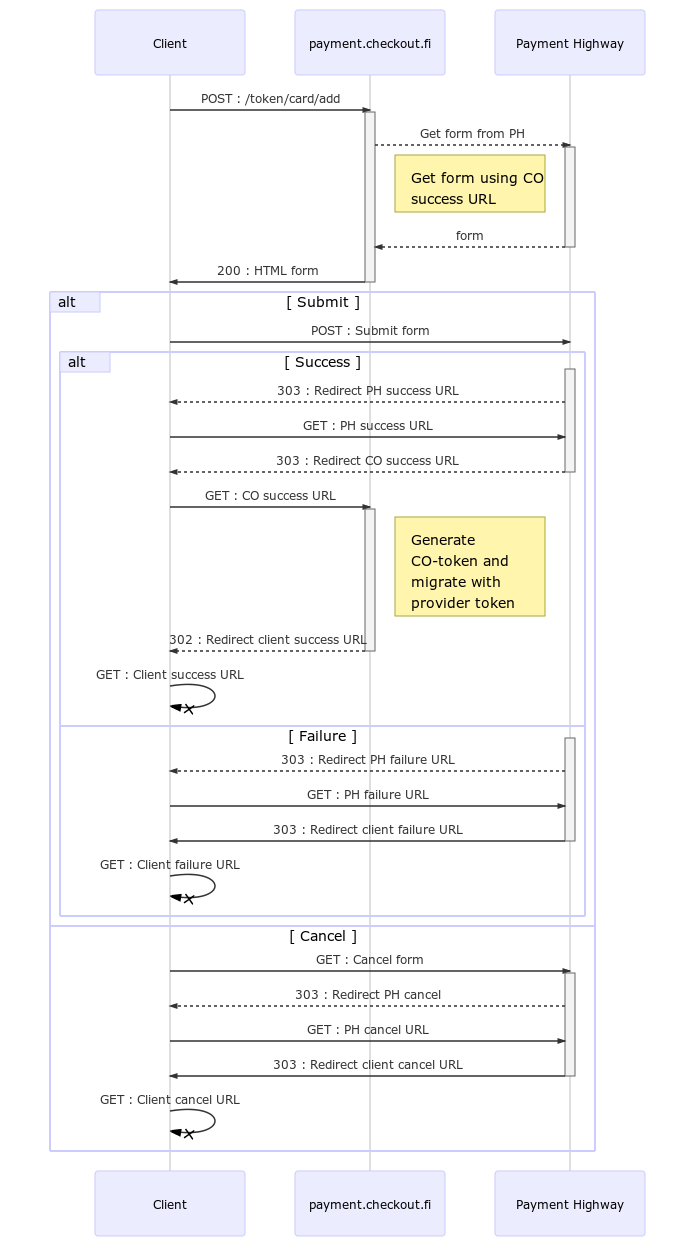 Client
payment.checkout.fi
Payment Highway
POST : /token/card/add
Get form from PH
Get form using CO
success URL
form
200 : HTML form
alt
[ Submit ]
POST : Submit form
alt
[ Success ]
303 : Redirect PH success URL
GET : PH success URL
303 : Redirect CO success URL
GET : CO success URL
Generate
CO-token and
migrate with
provider token
302 : Redirect client success URL
GET : Client success URL
[ Failure ]
303 : Redirect PH failure URL
GET : PH failure URL
303 : Redirect client failure URL
GET : Client failure URL
[ Cancel ]
GET : Cancel form
303 : Redirect PH cancel
GET : PH cancel URL
303 : Redirect client cancel URL
GET : Client cancel URL
Client
payment.checkout.fi
Payment Highway